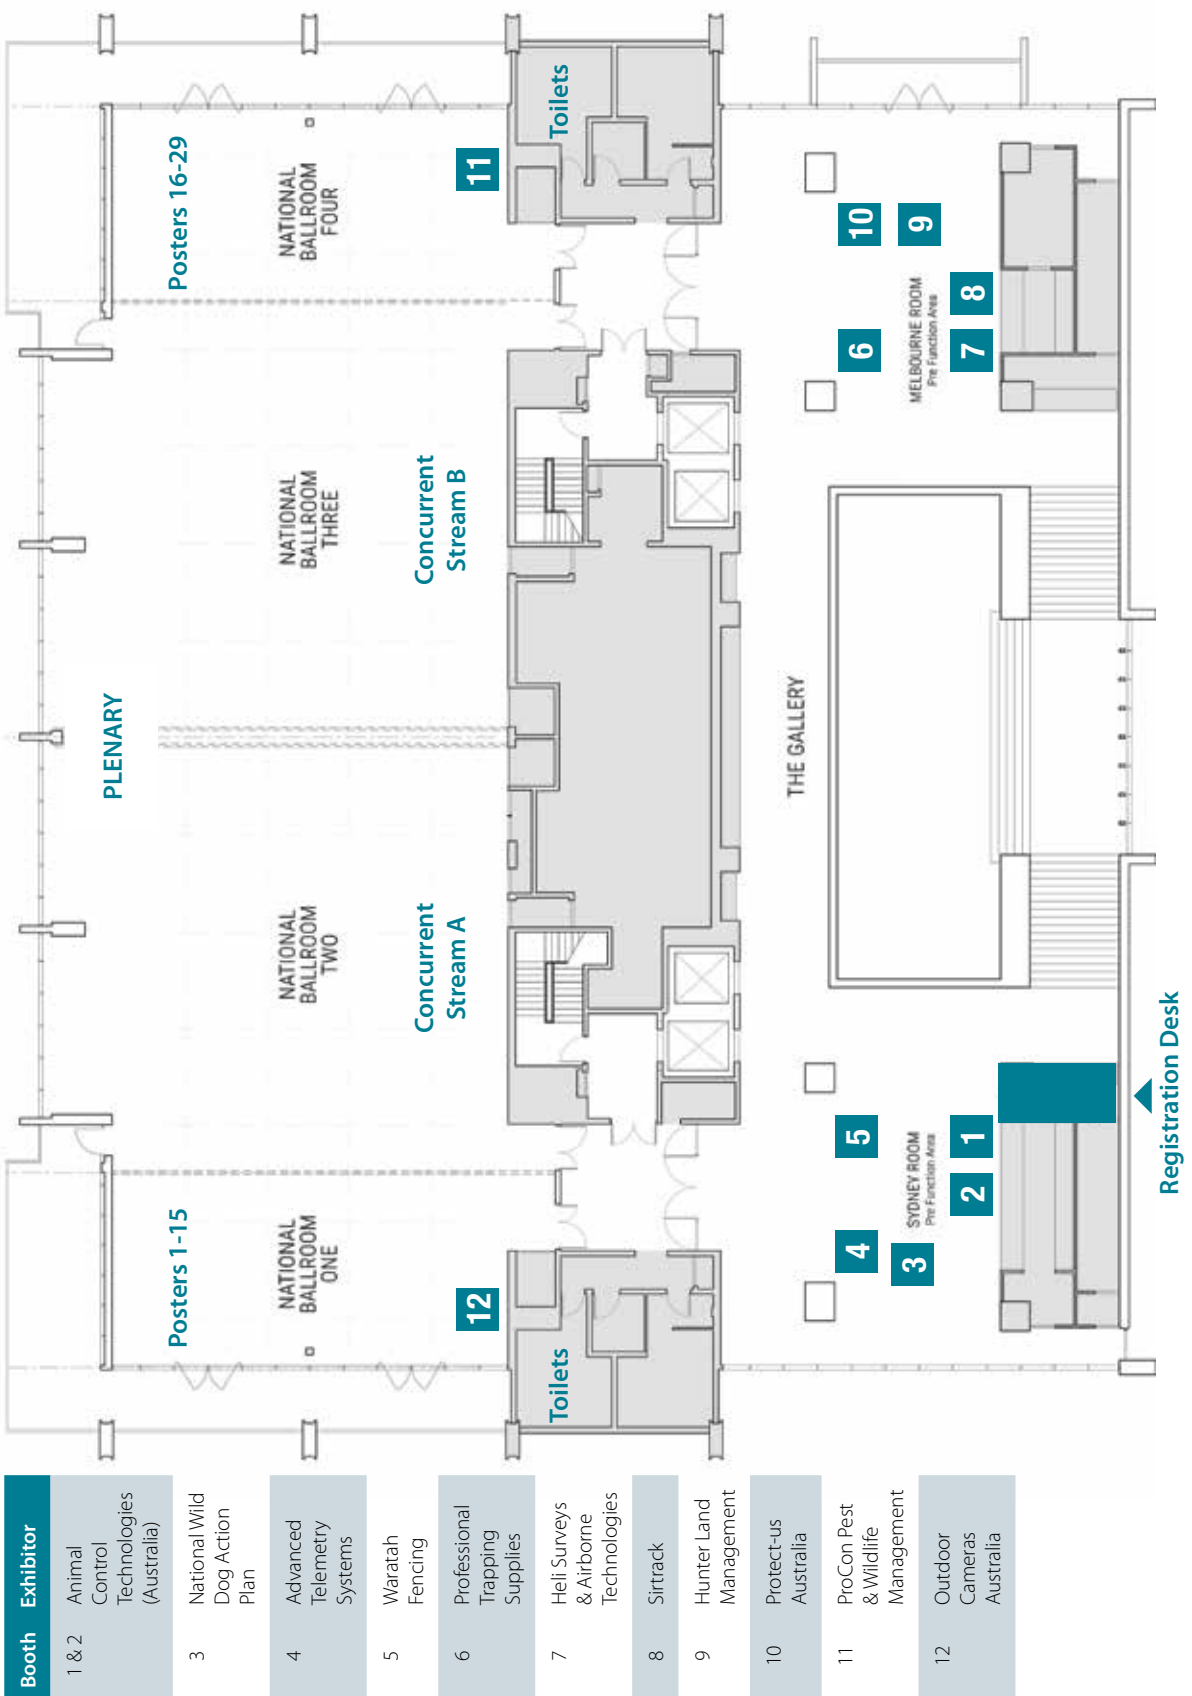 Booth Exhibitor
1 & 2 Animal
Control
Technologies
(Australia)
3 National Wild
Dog Action
Plan
4 Advanced
Telemetry
Systems
5 Waratah
Fencing
6 Professional
Trapping
Supplies
7 Heli Surveys
& Airborne
Technologies
8 Sirtrack
9 Hunter Land
Management
10 Protect-us
Australia
11 ProCon Pest
& Wildlife
Management
12 Outdoor
Cameras
Australia
PLENARY
Posters 1-15
Posters 16-29
NATIONAL
BALLROOM
ONE
NATIONAL
BALLROOM
TWO
NATIONAL
BALLROOM
THREE
NATIONAL
BALLROOM
FOUR
Concurrent
Stream A
Concurrent
Stream B
12
11
Toilets
Toilets
THE GALLERY
4
5
6
10
3
SYDNEY ROOM
Pre Function Area
MELBOURNE ROOM
Pre Function Area
9
2
1
7
8
Registration Desk